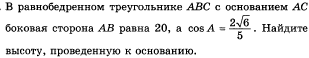 . В равнобедренном треугольнике ABC с основанием AC
боковая сторона AB равна 20, а cos A = 2√6/5 . Найдите
высоту, проведенную к основанию.